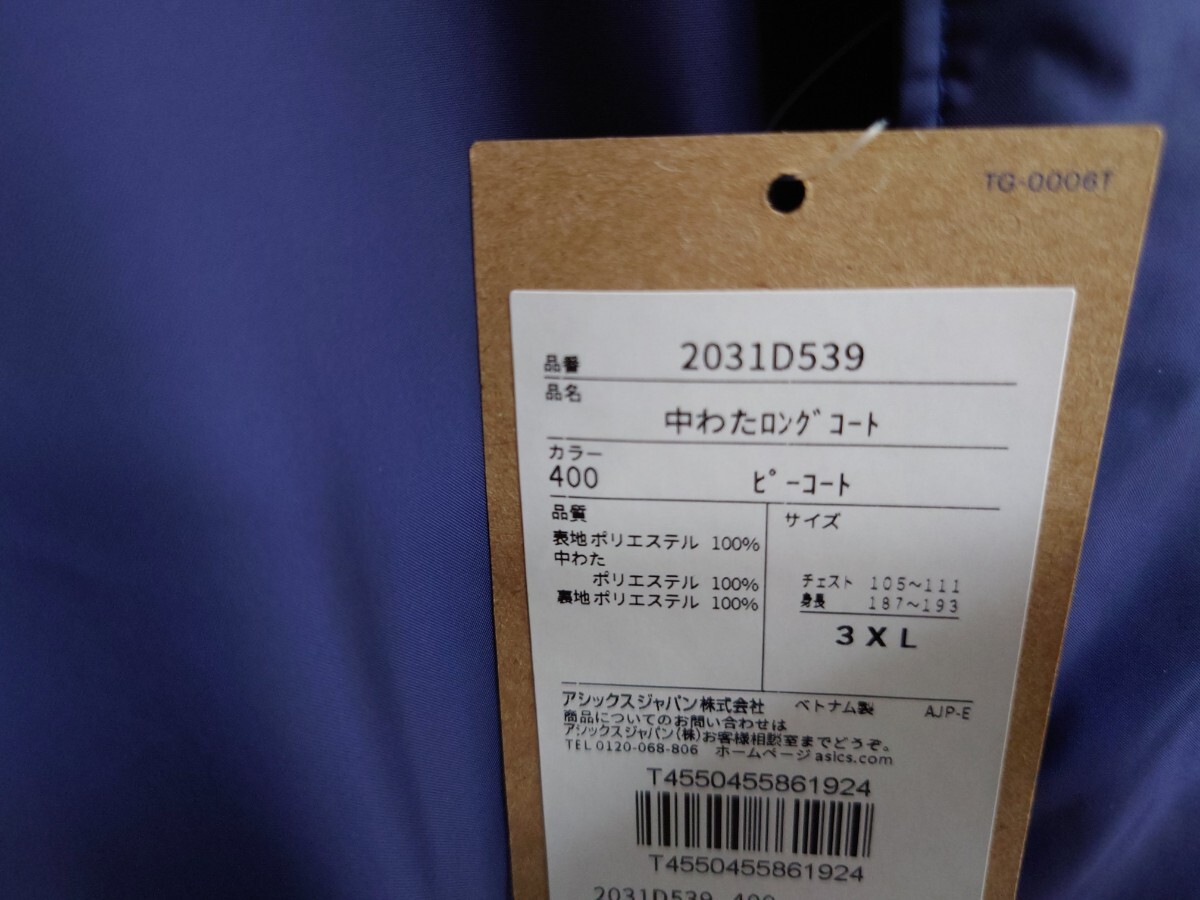 TG-0006T
品番 2031D539
品名
中わたﾛﾝｸﾞｺｰﾄ
カラー
400 ﾋﾟｰｺｰﾄ
品質
表地ポリエステル 100%
中わた
ポリエステル 100%
裏地ポリエステル 100%
サイズ
ﾁｪｽﾄ 105〜111
身長 187〜193
3XL
アシックスジャパン株式会社 ベトナム製 AJP-E
商品についてのお問い合わせは
アシックスジャパン(株)お客様相談室までどうぞ。
TEL 0120-068-806 ホームページasics.com
T4550455861924
T4550455861924
2031D539 400